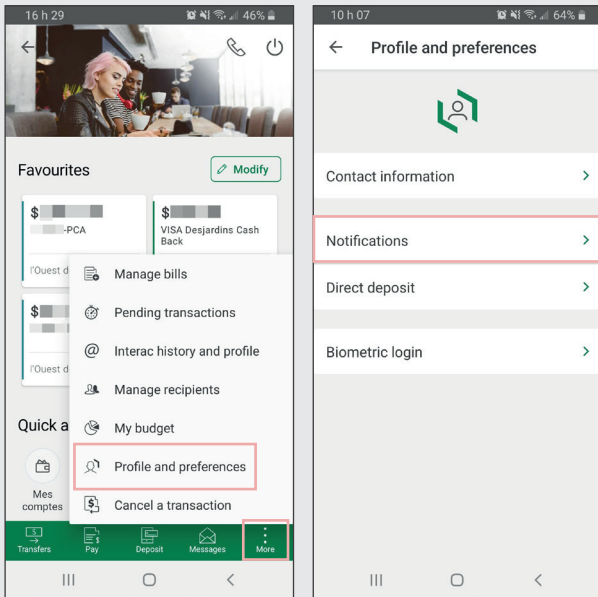 16 h 29
46%
Favourites
Modify
$
-PCA
$
VISA Desjardins Cash
Back
l'Ouest d
$
l'Ouest d
Manage bills
Pending transactions
@ Interac history and profile
Manage recipients
My budget
Profile and preferences
Cancel a transaction
Quick a
Mes
comptes
Transfers
Pay
Deposit
Messages
More
10 h 07
64%
Profile and preferences
Contact information
Notifications
Direct deposit
Biometric login